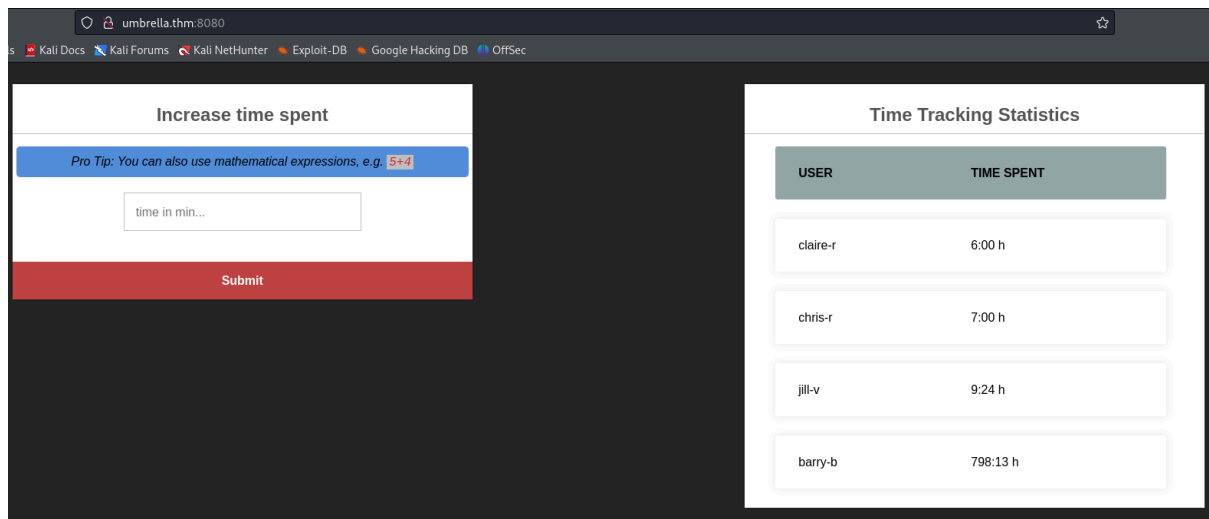 umbrella.thm:8080
ls Kali Docs Kali Forums Kali NetHunter Exploit-DB Google Hacking DB OffSec
Increase time spent
Pro Tip: You can also use mathematical expressions, e.g. 5+4
time in min...
Submit
Time Tracking Statistics
USER TIME SPENT
claire-r 6:00 h
chris-r 7:00 h
jill-v 9:24 h
barry-b 798:13 h